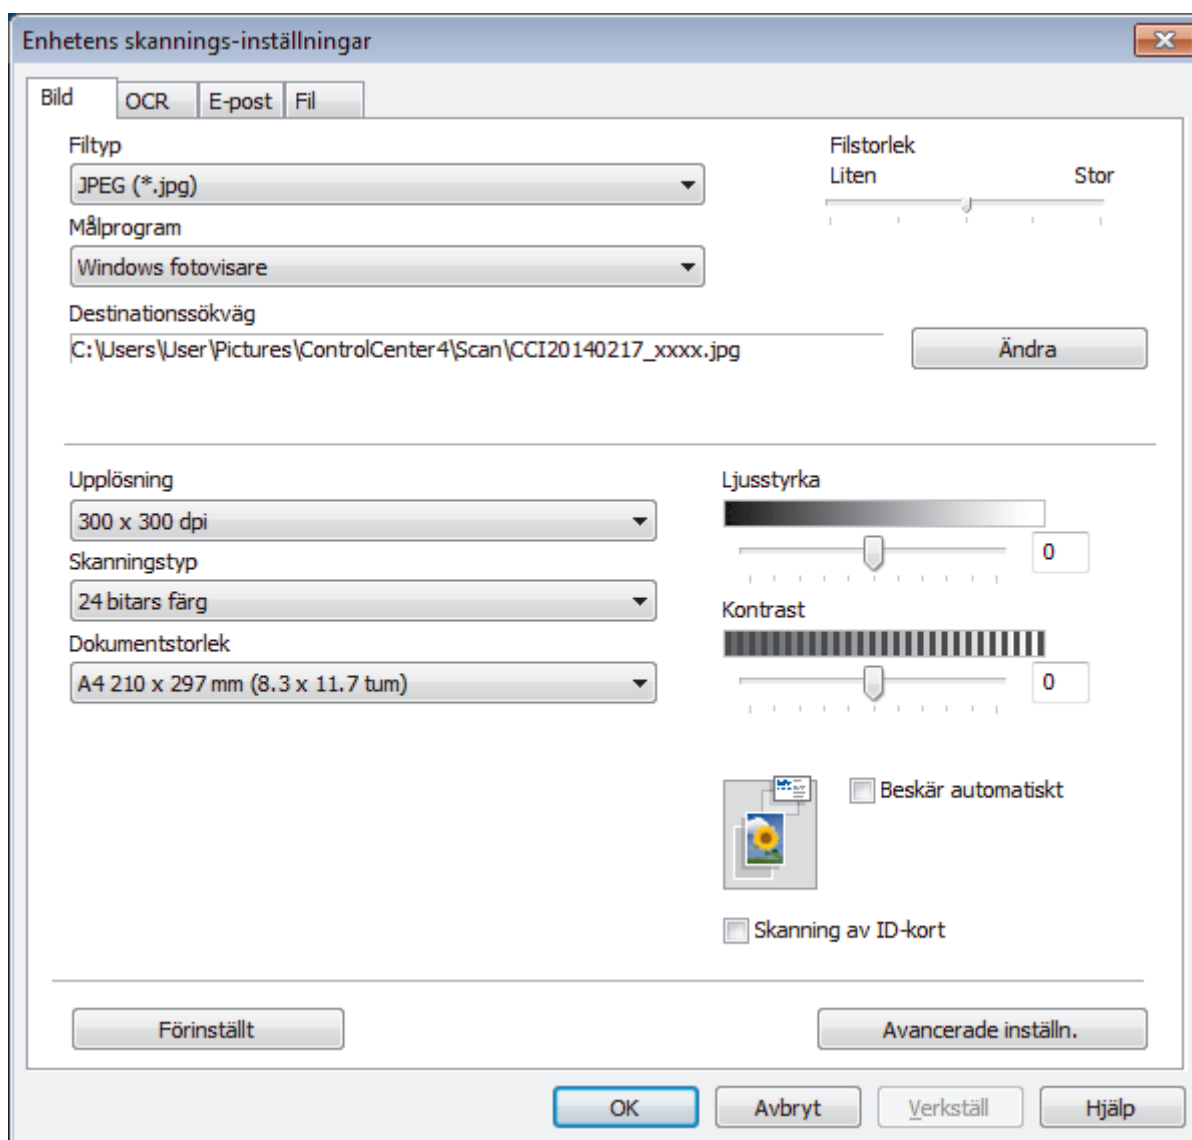 Enhetens skannings-inställningar
Bild OCR E-post Fil
Filtyp
JPEG (*.jpg)
Filstorlek
Liten Stor
Målprogram
Windows fotovisare
Destinationssökväg
C:\Users\User\Pictures\ControlCenter4\Scan\CCI20140217_xxxx.jpg
Ändra
Upplösning
300 x 300 dpi
Skanningstyp
24 bitars färg
Dokumentstorlek
A4 210 x 297 mm (8.3 x 11.7 tum)
Ljusstyrka
0
Kontrast
0
Beskär automatiskt
Skanning av ID-kort
Förinställt
Avancerade inställn.
OK Avbryt Verkställ Hjälp